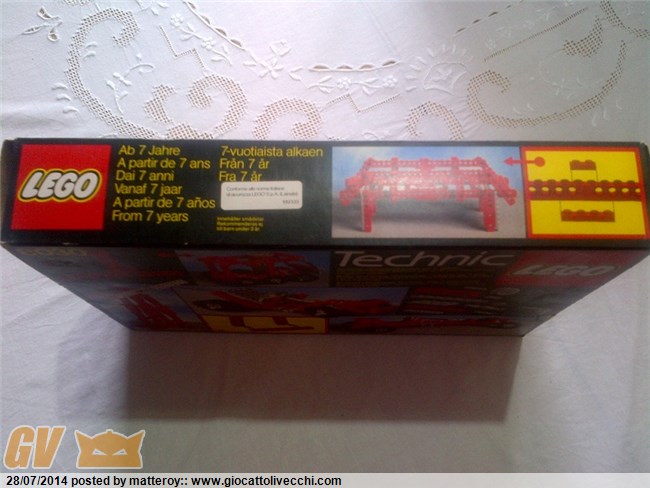 LEGO
Ab 7 Jahre
A partir de 7 ans
Dai 7 anni
Vanaf 7 jaar
A partir de 7 años
From 7 years
7-vuotiaista alkaen
Från 7 år
Fra 7 år
Technic
LEGO
GV
28/07/2014 posted by matteroy:: www.giocattolivecchi.com